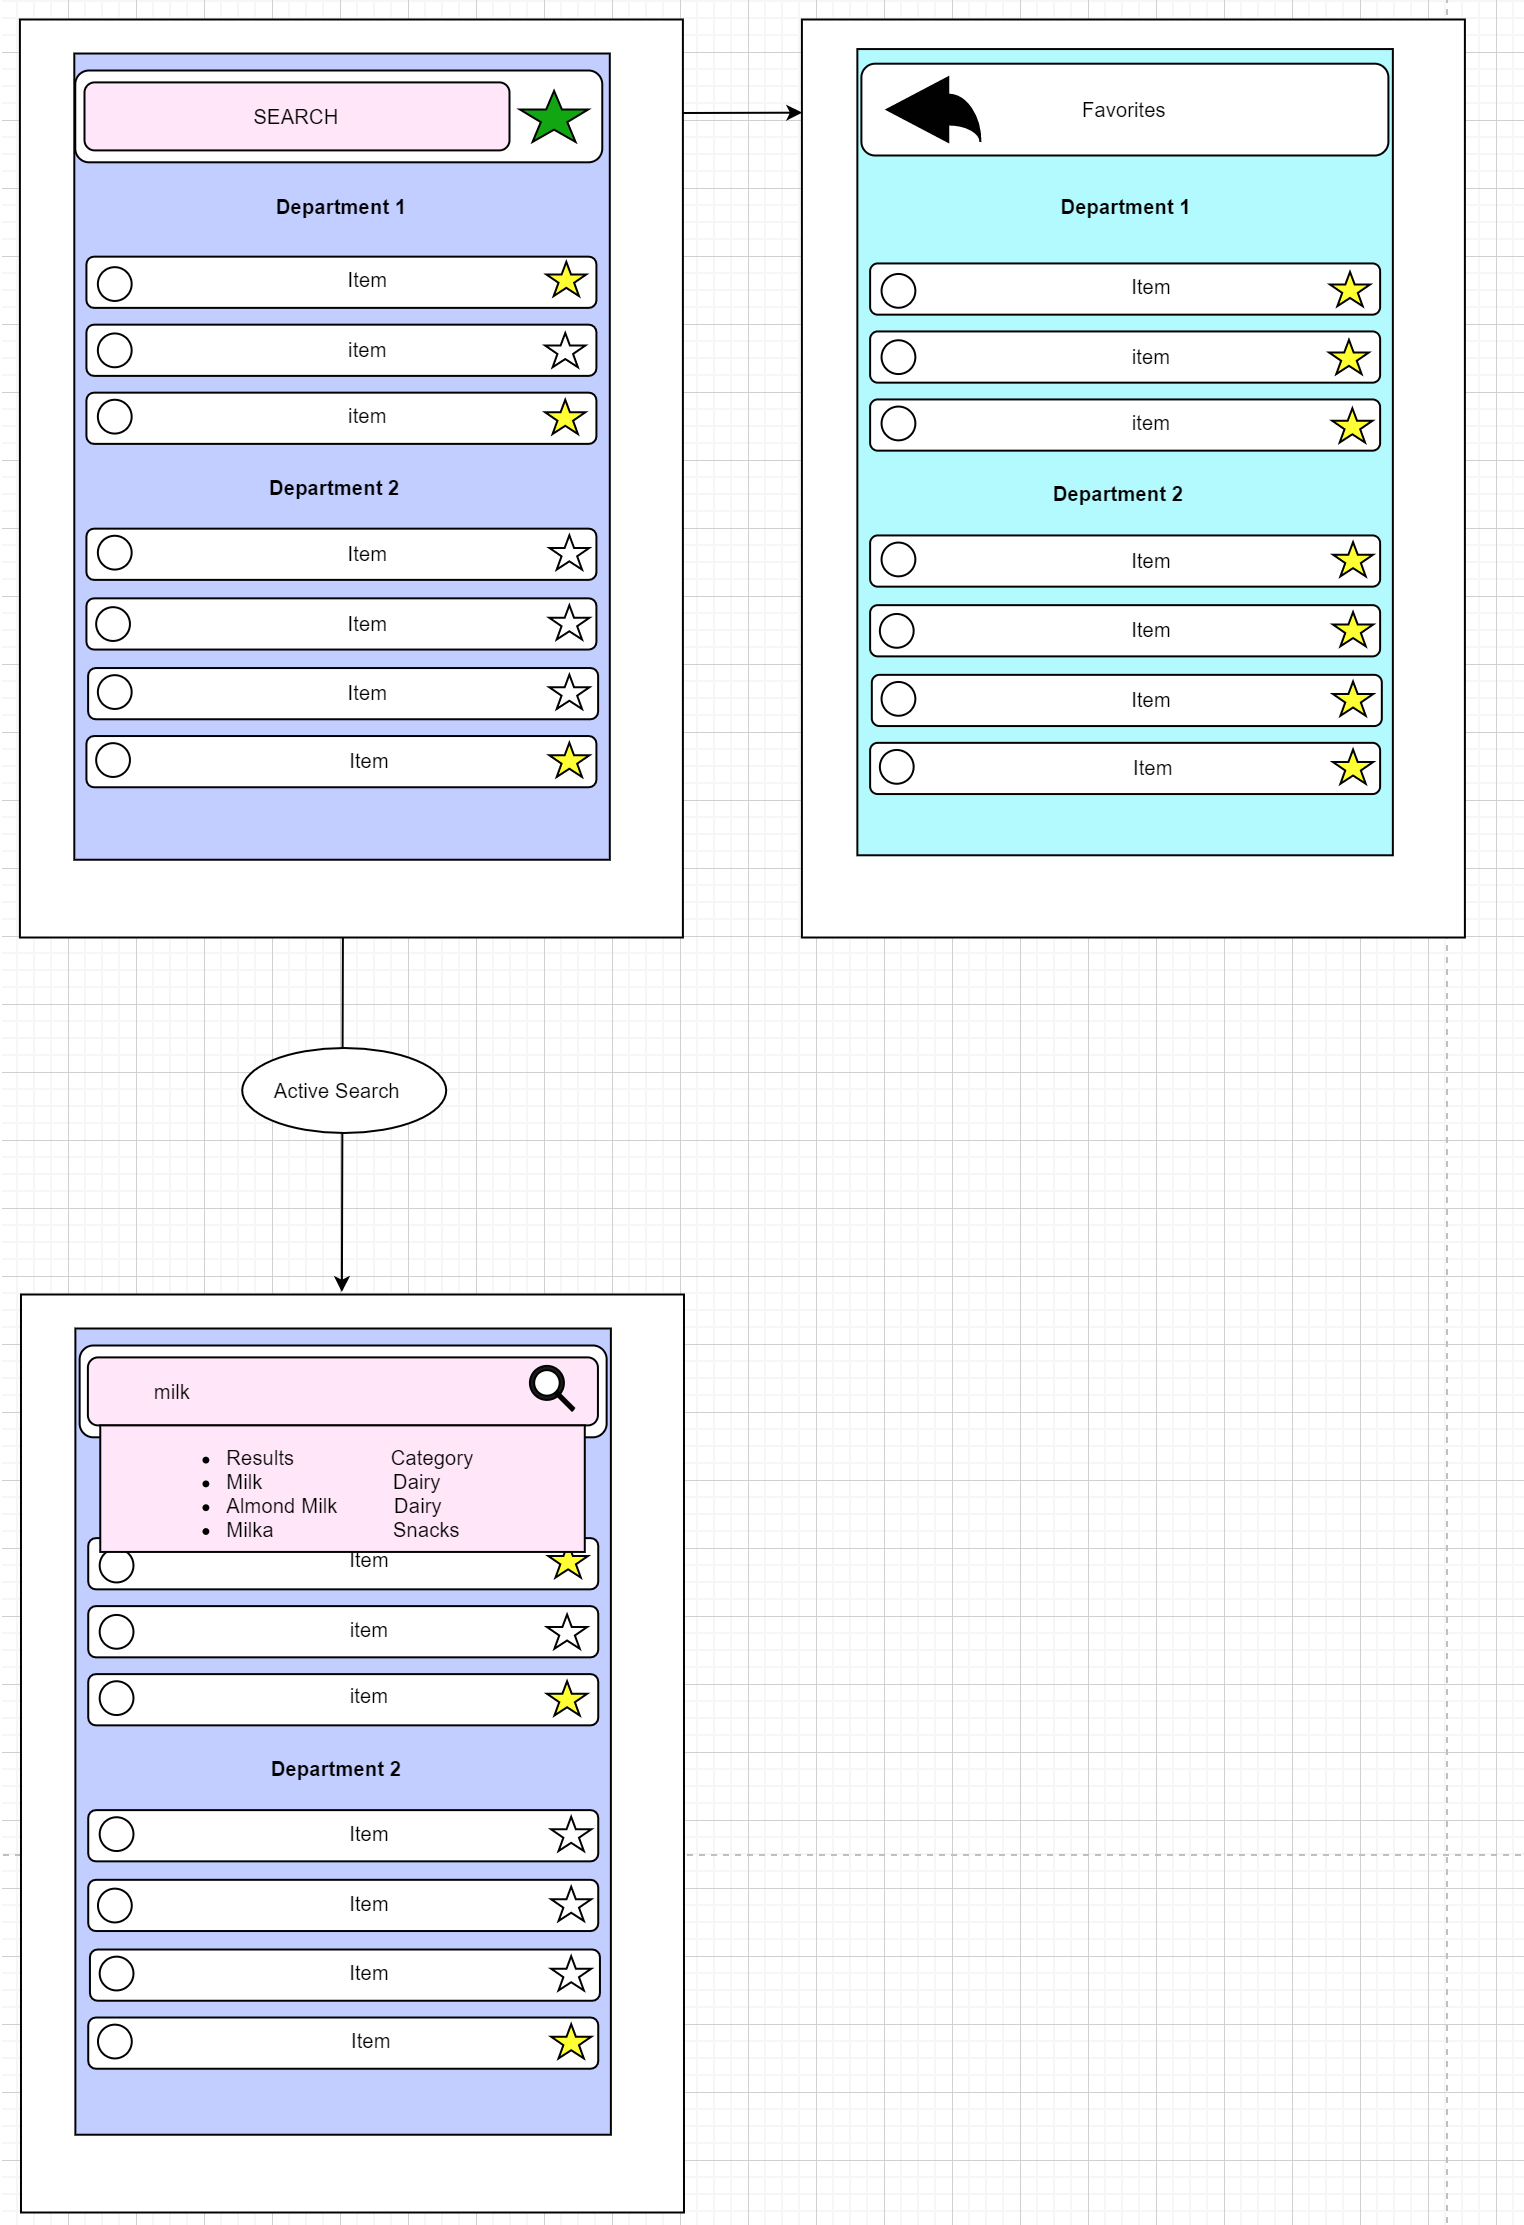 SEARCH
Department 1
Item
item
item
Department 2
Item
Item
Item
Item
Favorites
Department 1
Item
item
item
Department 2
Item
Item
Item
Item
Active Search
milk
Results Category
Milk Dairy
Almond Milk Dairy
Milka Snacks
Item
item
item
Department 2
Item
Item
Item
Item